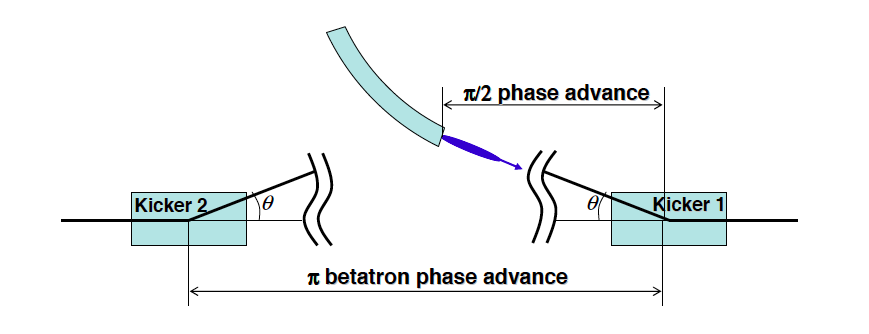 π/2 phase advance
Kicker 2
θ
θ
Kicker 1
π betatron phase advance